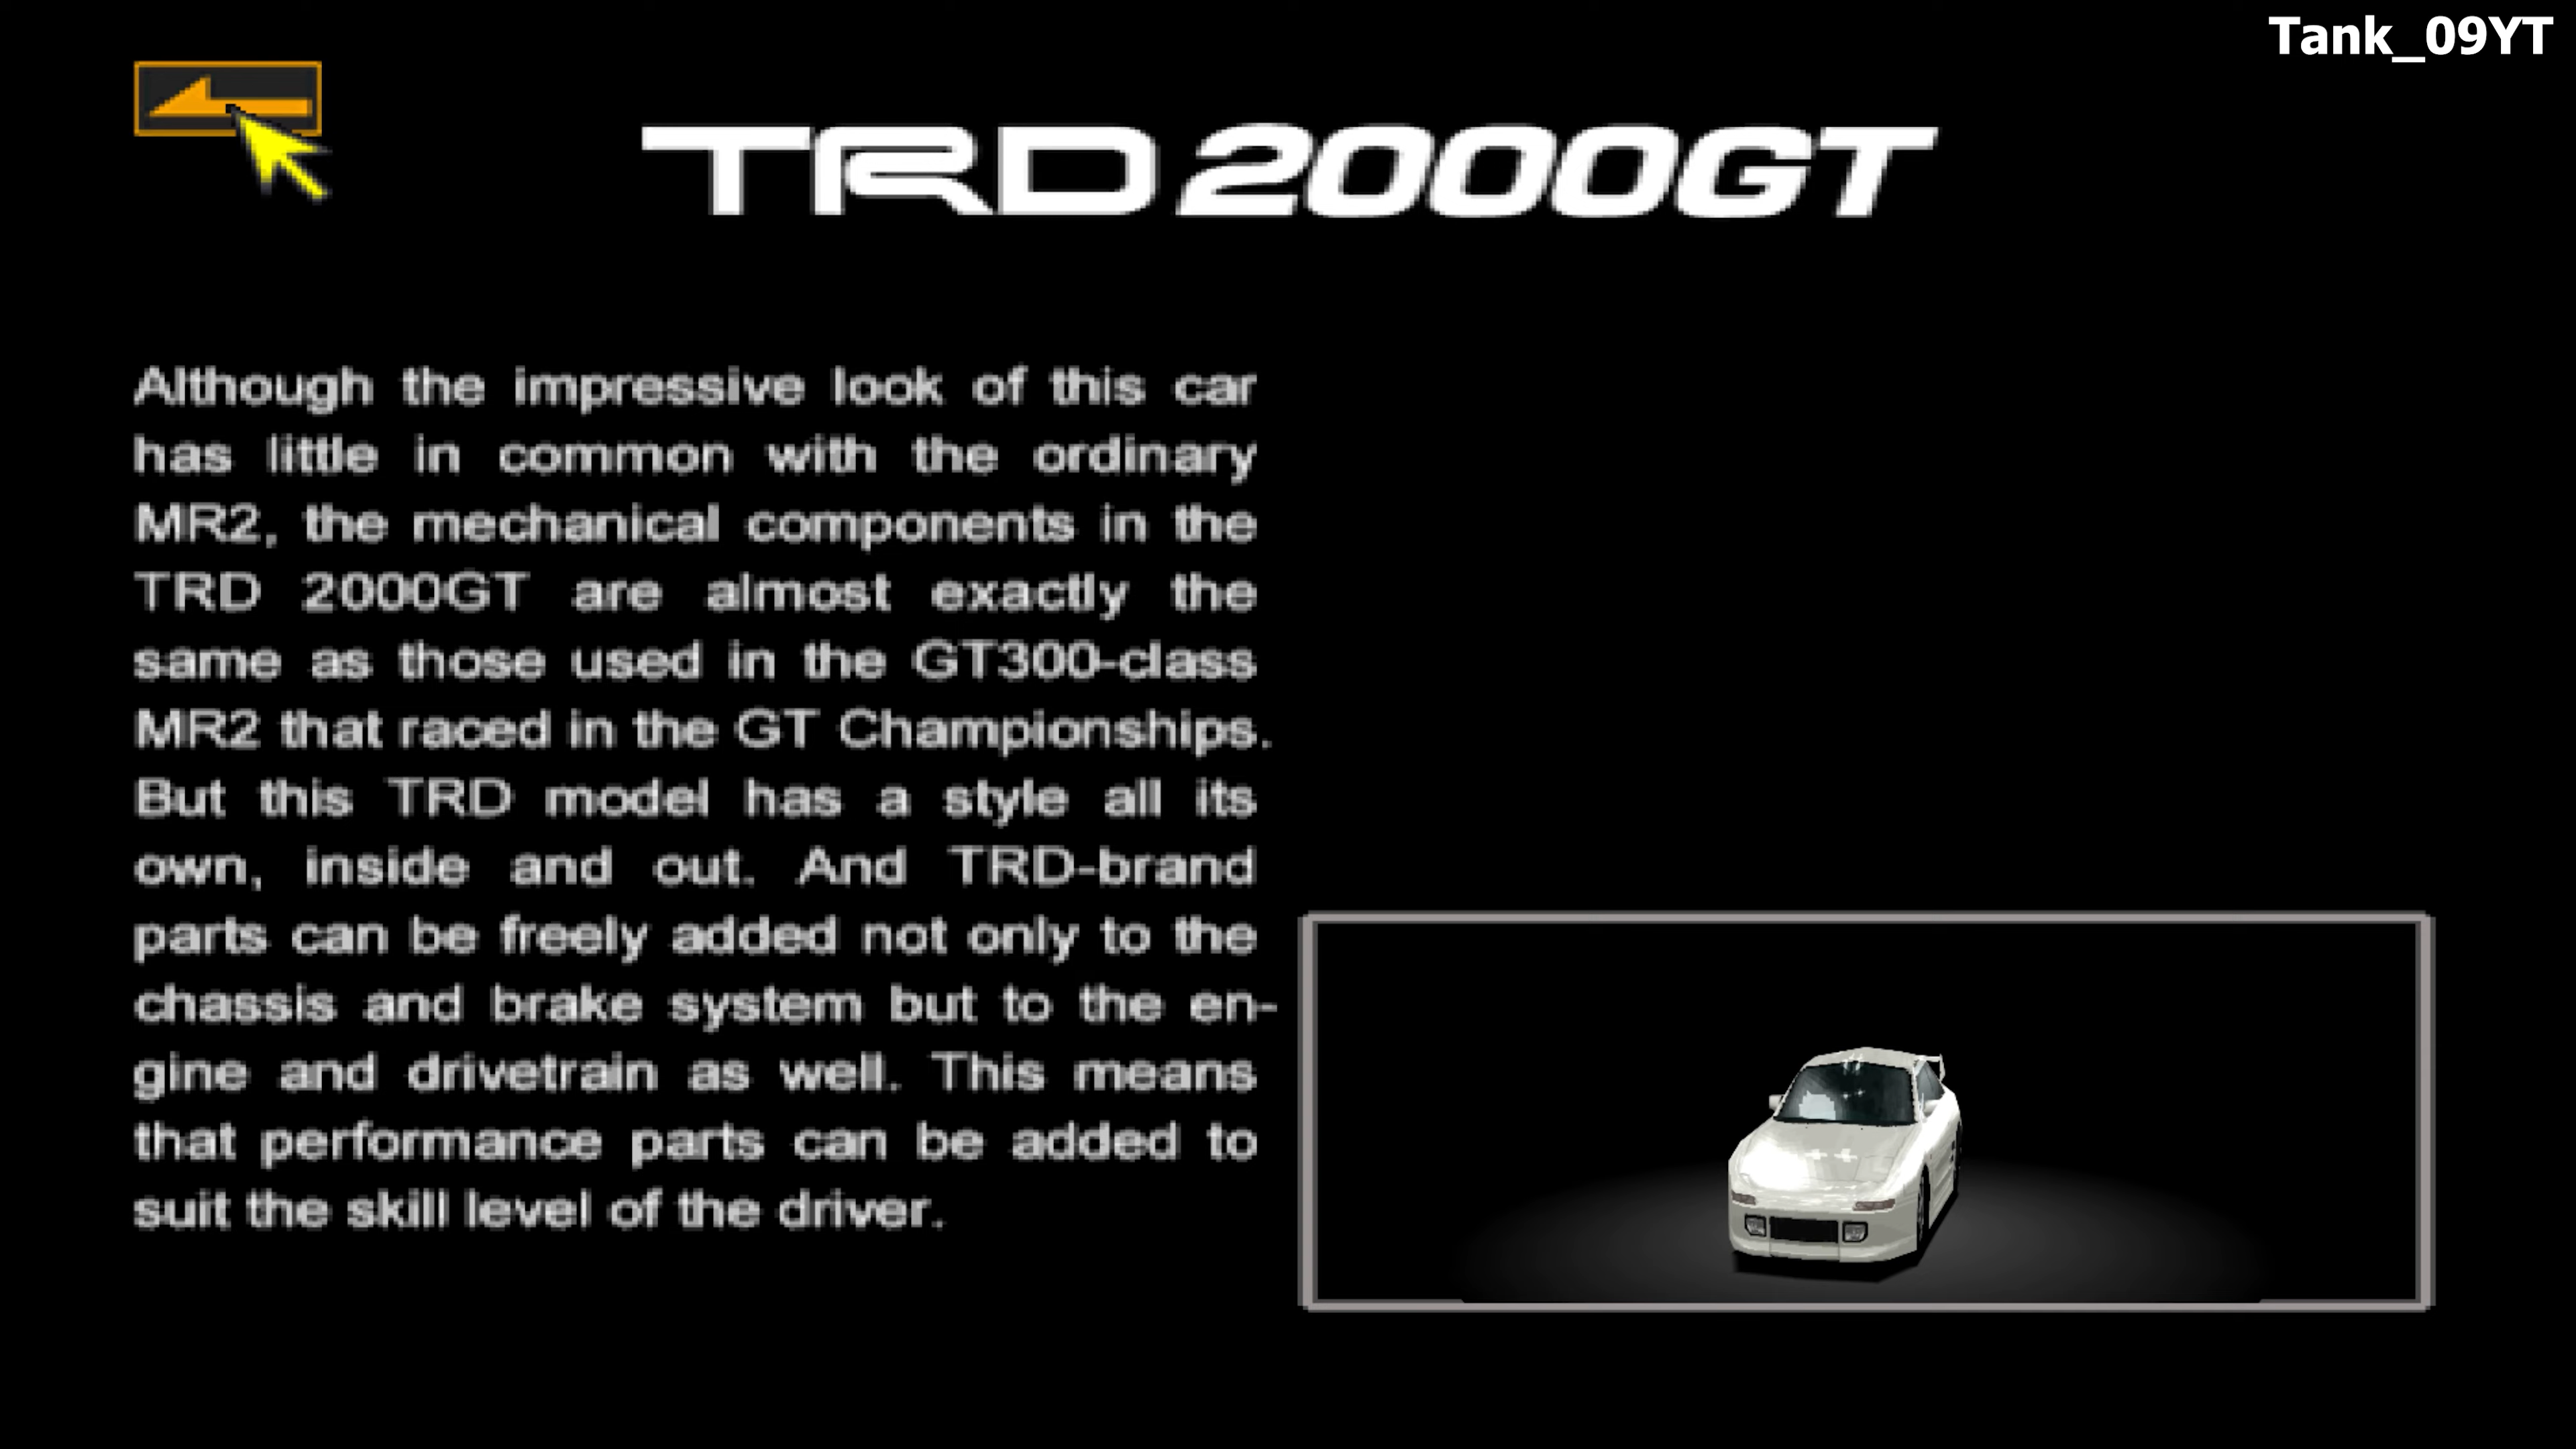 Tank_09YT
TRD 2000GT
Although the impressive look of this car
has little in common with the ordinary
MR2, the mechanical components in the
TRD 2000GT are almost exactly the
same as those used in the GT300-class
MR2 that raced in the GT Championships.
But this TRD model has a style all its
own, inside and out. And TRD-brand
parts can be freely added not only to the
chassis and brake system but to the en-
gine and drivetrain as well. This means
that performance parts can be added to
suit the skill level of the driver.